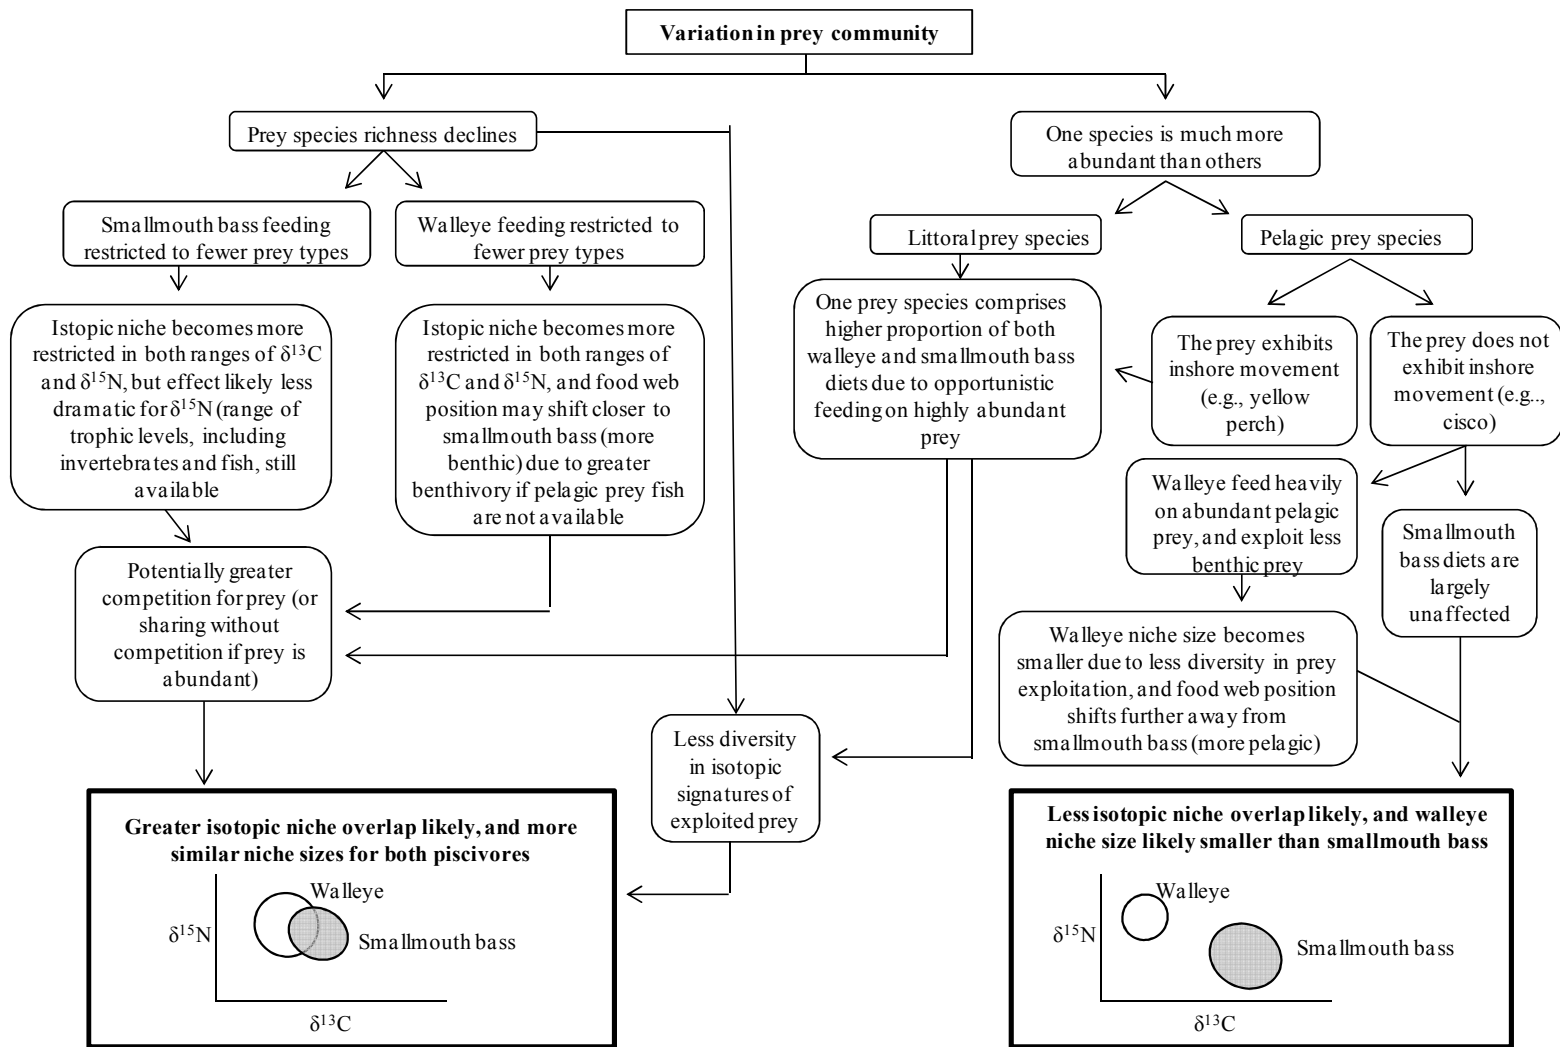 Variation in prey community
Prey species richness declines
One species is much more
abundant than others
Smallmouth bass feeding
restricted to fewer prey types
Walleye feeding restricted to
fewer prey types
Littoral prey species
Pelagic prey species
Istopic niche becomes more
restricted in both ranges of δ¹³C
and δ¹⁵N, but effect likely less
dramatic for δ¹⁵N (range of
trophic levels, including
invertebrates and fish, still
available
Istopic niche becomes more
restricted in both ranges of
δ¹³C and δ¹⁵N, and food web
position may shift closer to
smallmouth bass (more
benthic) due to greater
benthivory if pelagic prey fish
are not available
One prey species comprises
higher proportion of both
walleye and smallmouth bass
diets due to opportunistic
feeding on highly abundant
prey
The prey exhibits
inshore movement
(e.g., yellow
perch)
The prey does not
exhibit inshore
movement (e.g..,
cisco)
Walleye feed heavily
on abundant pelagic
prey, and exploit less
benthic prey
Smallmouth
bass diets are
largely
unaffected
Potentially greater
competition for prey (or
sharing without
competition if prey is
abundant)
Walleye niche size becomes
smaller due to less diversity in prey
exploitation, and food web position
shifts further away from
smallmouth bass (more pelagic)
Less diversity
in isotopic
signatures of
exploited prey
Greater isotopic niche overlap likely, and more
similar niche sizes for both piscivores
Walleye
δ¹⁵N
Smallmouth bass
δ¹³C
Less isotopic niche overlap likely, and walleye
niche size likely smaller than smallmouth bass
Walleye
δ¹⁵N
Smallmouth bass
δ¹³C